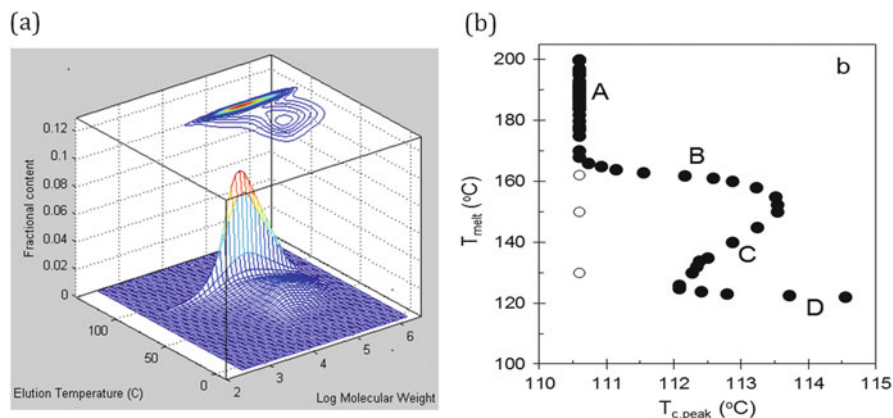 (a)
0.12
0.1
0.08
0.06
0.04
0.02
0
Fractional content
100
50
0
Elution Temperature (C)
2
3
4
5
6
Log Molecular Weight
(b)
b
200
180
160
140
120
100
T_melt (°C)
A
B
C
D
110
111
112
113
114
115
T_c,peak (°C)